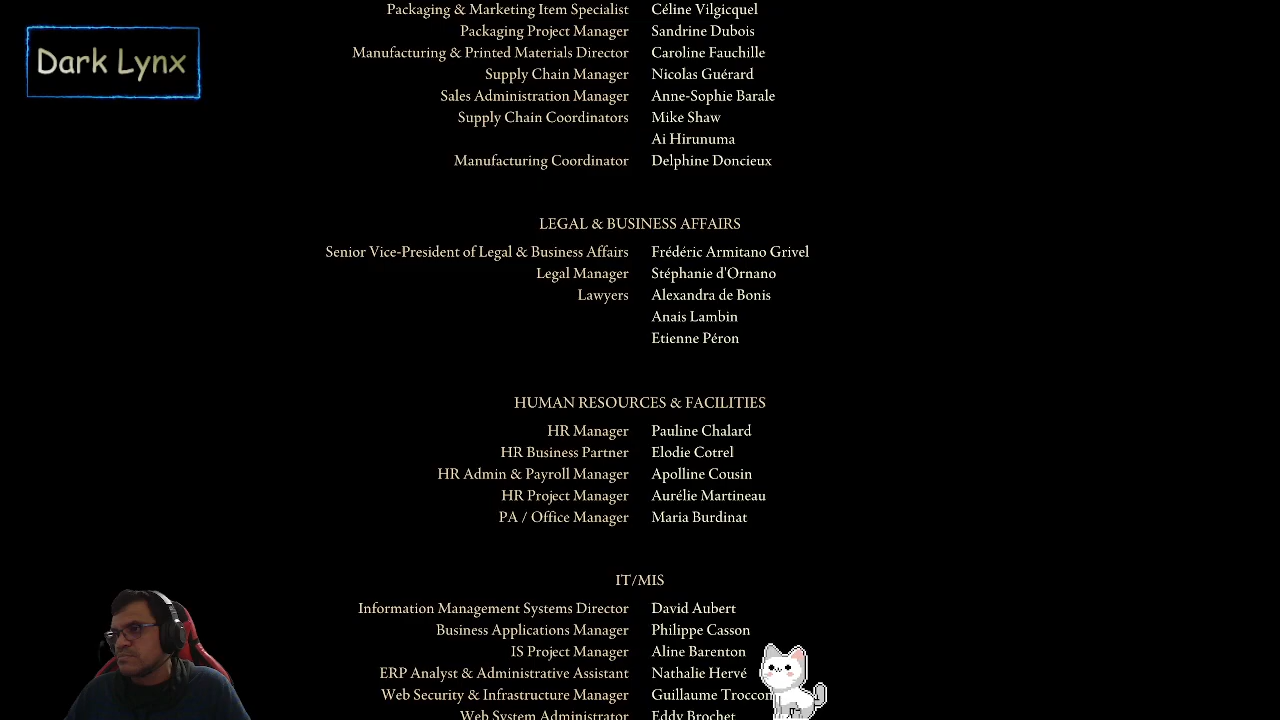 Dark Lynx
Packaging & Marketing Item Specialist Céline Vilgicquel
Packaging Project Manager Sandrine Dubois
Manufacturing & Printed Materials Director Caroline Fauchille
Supply Chain Manager Nicolas Guérard
Sales Administration Manager Anne-Sophie Barale
Supply Chain Coordinators Mike Shaw
Ai Hirunuma
Manufacturing Coordinator Delphine Doncieux
LEGAL & BUSINESS AFFAIRS
Senior Vice-President of Legal & Business Affairs Frédéric Armitano Grivel
Legal Manager Stéphanie d'Ornano
Lawyers Alexandra de Bonis
Anais Lambin
Etienne Péron
HUMAN RESOURCES & FACILITIES
HR Manager Pauline Chalard
HR Business Partner Elodie Cotrel
HR Admin & Payroll Manager Apolline Cousin
HR Project Manager Aurélie Martineau
PA / Office Manager Maria Burdinat
IT/MIS
Information Management Systems Director David Aubert
Business Applications Manager Philippe Casson
IS Project Manager Aline Barenton
ERP Analyst & Administrative Assistant Nathalie Hervé
Web Security & Infrastructure Manager Guillaume
Web System Administrator Eddy Brochet